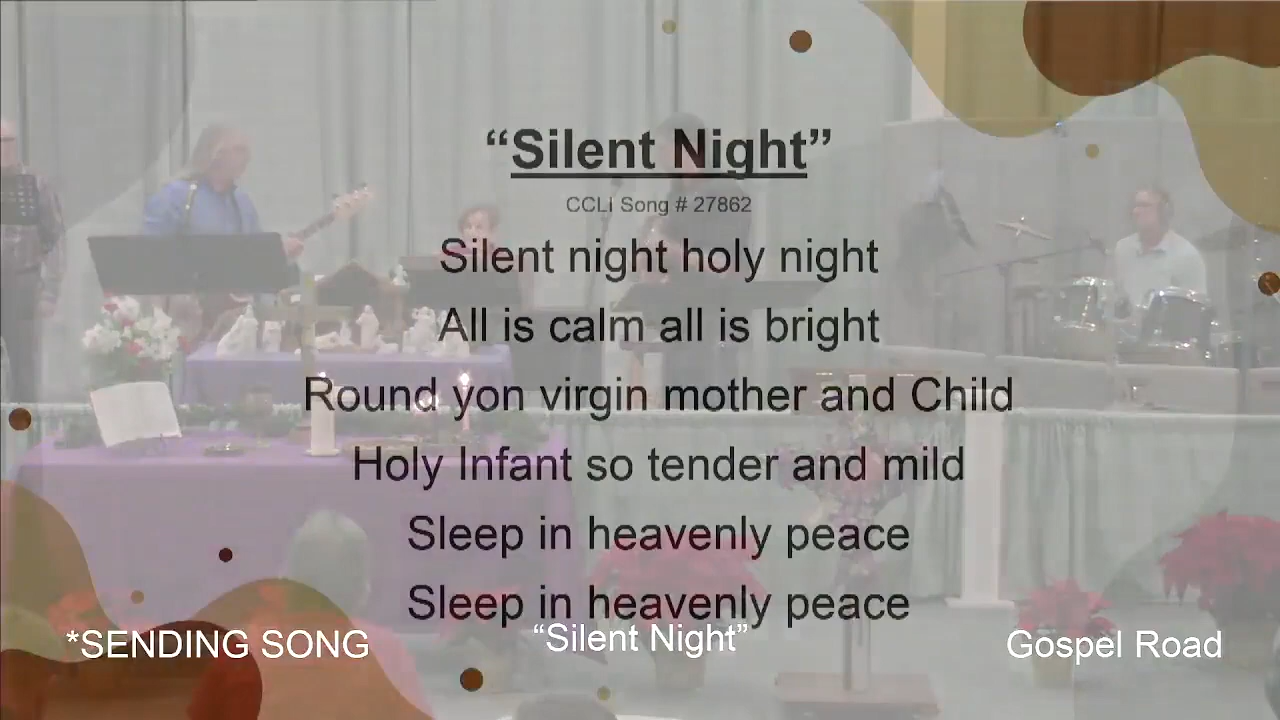 “Silent Night”
CCLI Song # 27862
Silent night holy night
All is calm all is bright
Round yon virgin mother and Child
Holy Infant so tender and mild
Sleep in heavenly peace
Sleep in heavenly peace
*SENDING SONG
“Silent Night”
Gospel Road